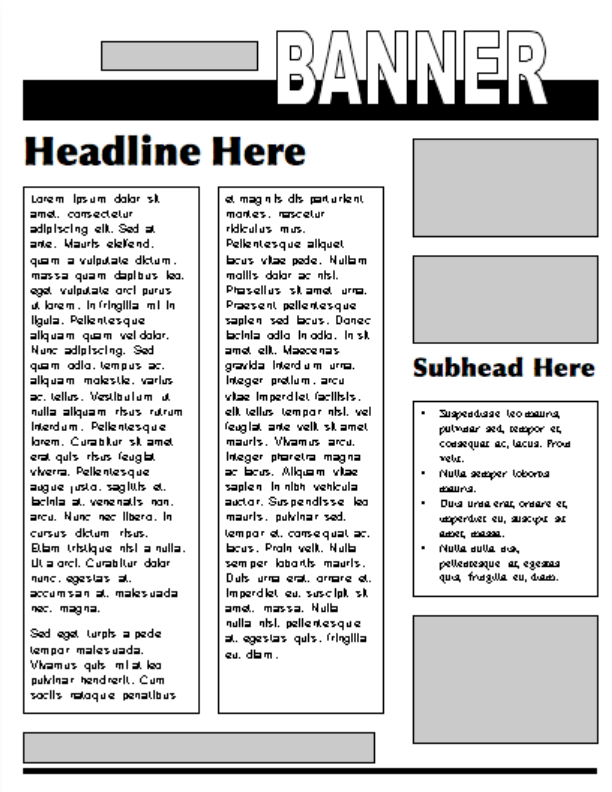 BANNER
Headline Here
Lorem ipsum dolor sit
amet, consectetur
adipiscing elit. Sed at
ante. Mauris eleifend,
quam a vulputate dictum,
massa quam dapibus leo,
eget vulputate orci purus
ut lorem. In fringilla mi in
ligula. Pellentesque
aliquam quam vel dolor.
Nunc adipiscing. Sed
quam odio, tempus ac,
aliquam molestie, varius
ac, tellus. Vestibulum ut
nulla aliquam risus rutrum
interdum. Pellentesque
lorem. Curabitur sit amet
erat quis risus feugiat
viverra. Pellentesque
augue justo, sagittis et,
lacinia at, venenatis non,
arcu. Nunc nec libero. In
cursus dictum risus.
Etiam tristique nisl a nulla.
Ut a orci. Curabitur dolor
nunc, egestas at,
accumsan at, malesuada
nec, magna.
Sed eget turpis a pede
tempor malesuada.
Vivamus quis mi at leo
pulvinar hendrerit. Cum
sociis natoque penatibus
et magnis dis parturient
montes, nascetur
ridiculus mus.
Pellentesque aliquet
lacus vitae pede. Nullam
mollis dolor ac nisi.
Phasellus sit amet urna.
Praesent pellentesque
sapien sed lacus. Donec
lacinia odio in odio. In sit
amet elit. Maecenas
gravida interdum urna.
Integer pretium, arcu
vitae imperdiet facilisis,
elit tellus tempor nisi, vel
feugiat ante velit sit amet
mauris. Vivamus arcu.
Integer pharetra magna
ac lacus. Aliquam vitae
sapien in nibh vehicula
auctor. Suspendisse leo
mauris, pulvinar sed,
tempor et, consequat ac,
lacus. Proin velit. Nulla
semper lobortis mauris.
Duis urna erat, ornare et,
imperdiet eu, suscipit sit
amet, massa. Nulla
nulla nisi, pellentesque
at, egestas quis, fringilla
eu, diam.
Subhead Here
• Suspendisse leo mauris,
pulvinar sed, tempor et,
consequat ac, lacus. Proin
velit.
• Nulla semper lobortis
mauris.
• Duis urna erat, ornare et,
imperdiet eu, suscipit sit
amet, massa.
• Nulla nulla nisi,
pellentesque at, egestas
quis, fringilla eu, diam.